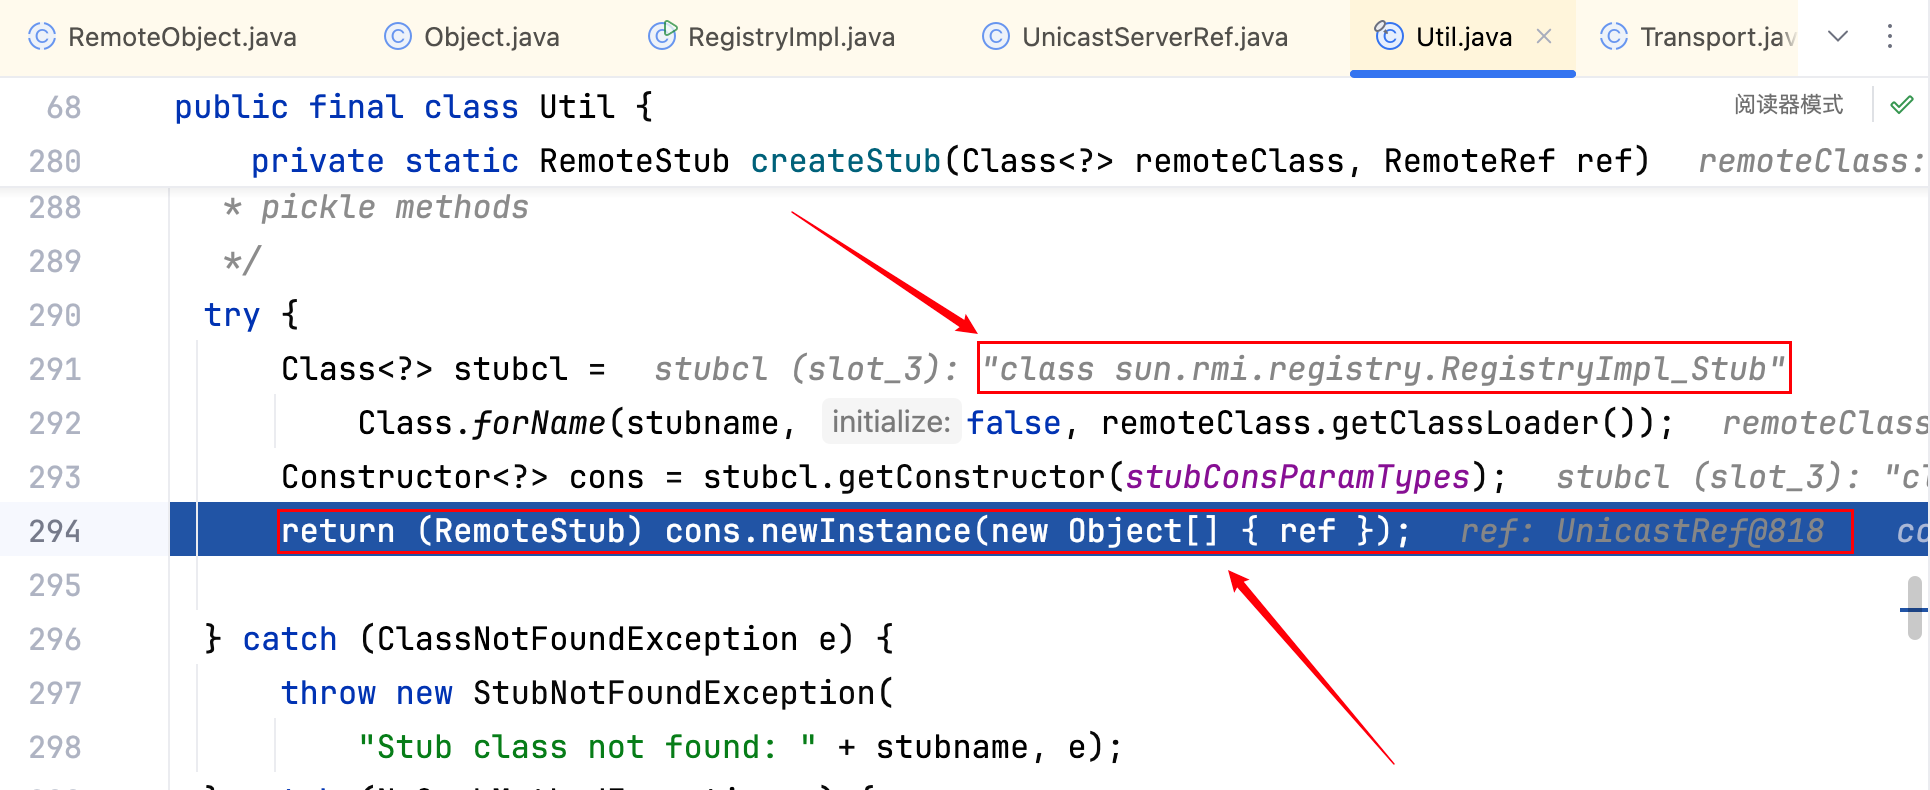 RemoteObject.java Object.java RegistryImpl.java UnicastServerRef.java Util.java Transport.jav
68 public final class Util { 阅读器模式
280 private static RemoteStub createStub(Class<?> remoteClass, RemoteRef ref) remoteClass:
288 * pickle methods
289 */
290 try {
291 Class<?> stubcl = stubcl (slot_3): "class sun.rmi.registry.RegistryImpl_Stub"
292 Class.forName(stubname, initialize: false, remoteClass.getClassLoader()); remoteClass
293 Constructor<?> cons = stubcl.getConstructor(stubConsParamTypes); stubcl (slot_3): "cl
294 return (RemoteStub) cons.newInstance(new Object[] { ref }); ref: UnicastRef@818 co
295
296 } catch (ClassNotFoundException e) {
297 throw new StubNotFoundException(
298 "Stub class not found: " + stubname, e);